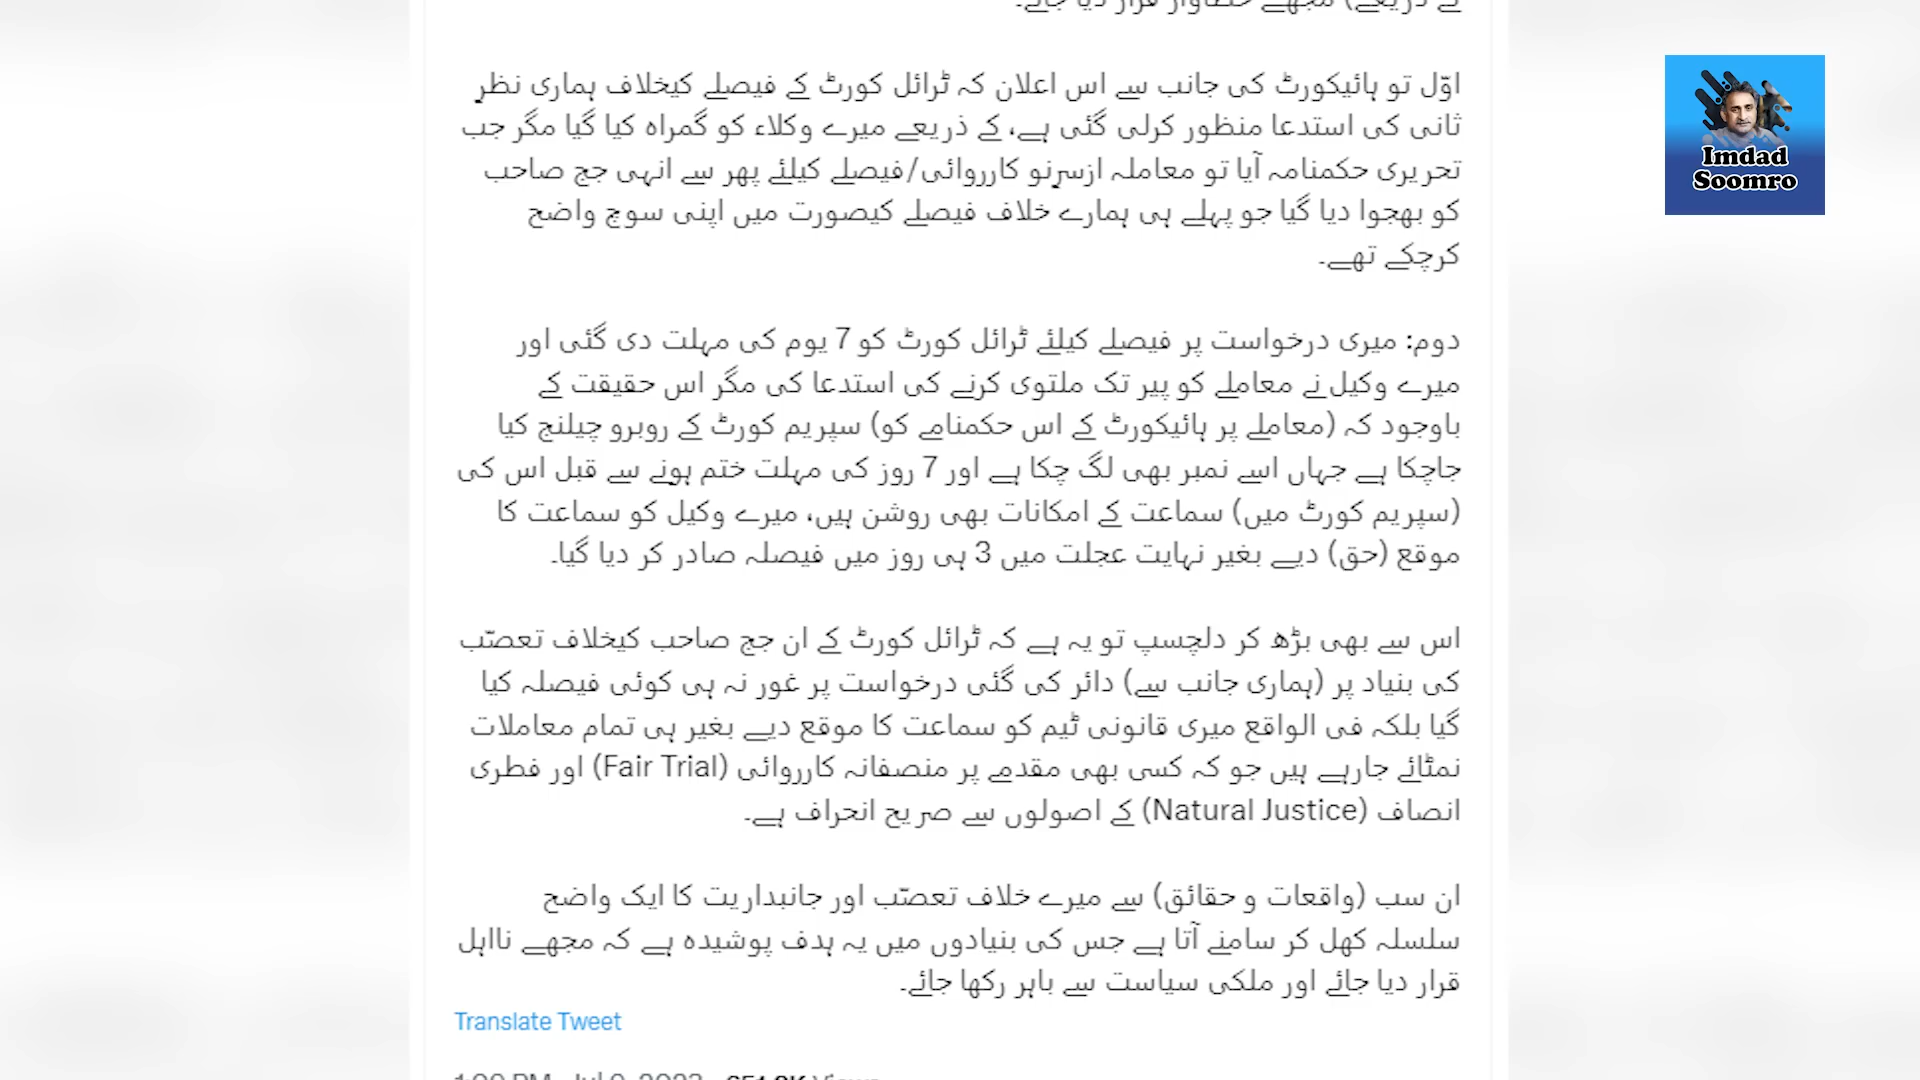 کے ذریعے) مجھے خطاوار قرار دیا جائے۔
اوّل تو ہائیکورٹ کی جانب سے اس اعلان کہ ٹرائل کورٹ کے فیصلے کیخلاف ہماری نظرِ
ثانی کی استدعا منظور کرلی گئی ہے، کے ذریعے میرے وکلاء کو گمراہ کیا گیا مگر جب
تحریری حکمنامہ آیا تو معاملہ ازسرِنو کارروائی/فیصلے کیلئے پھر سے انہی جج صاحب
کو بھجوا دیا گیا جو پہلے ہی ہمارے خلاف فیصلے کیصورت میں اپنی سوچ واضح
کرچکے تھے۔
دوم: میری درخواست پر فیصلے کیلئے ٹرائل کورٹ کو 7 یوم کی مہلت دی گئی اور
میرے وکیل نے معاملے کو پیر تک ملتوی کرنے کی استدعا کی مگر اس حقیقت کے
باوجود کہ (معاملے پر ہائیکورٹ کے اس حکمنامے کو) سپریم کورٹ کے روبرو چیلنج کیا
جاچکا ہے جہاں اسے نمبر بھی لگ چکا ہے اور 7 روز کی مہلت ختم ہونے سے قبل اس کی
(سپریم کورٹ میں) سماعت کے امکانات بھی روشن ہیں، میرے وکیل کو سماعت کا
موقع (حق) دیے بغیر نہایت عجلت میں 3 ہی روز میں فیصلہ صادر کر دیا گیا۔
اس سے بھی بڑھ کر دلچسپ تو یہ ہے کہ ٹرائل کورٹ کے ان جج صاحب کیخلاف تعصّب
کی بنیاد پر (ہماری جانب سے) دائر کی گئی درخواست پر غور نہ ہی کوئی فیصلہ کیا
گیا بلکہ فی الواقع میری قانونی ٹیم کو سماعت کا موقع دیے بغیر ہی تمام معاملات
نمٹائے جارہے ہیں جو کہ کسی بھی مقدمے پر منصفانہ کارروائی (Fair Trial) اور فطری
انصاف (Natural Justice) کے اصولوں سے صریح انحراف ہے۔
ان سب (واقعات و حقائق) سے میرے خلاف تعصّب اور جانبداریت کا ایک واضح
سلسلہ کھل کر سامنے آتا ہے جس کی بنیادوں میں یہ ہدف پوشیدہ ہے کہ مجھے نااہل
قرار دیا جائے اور ملکی سیاست سے باہر رکھا جائے۔
Translate Tweet
Imdad
Soomro